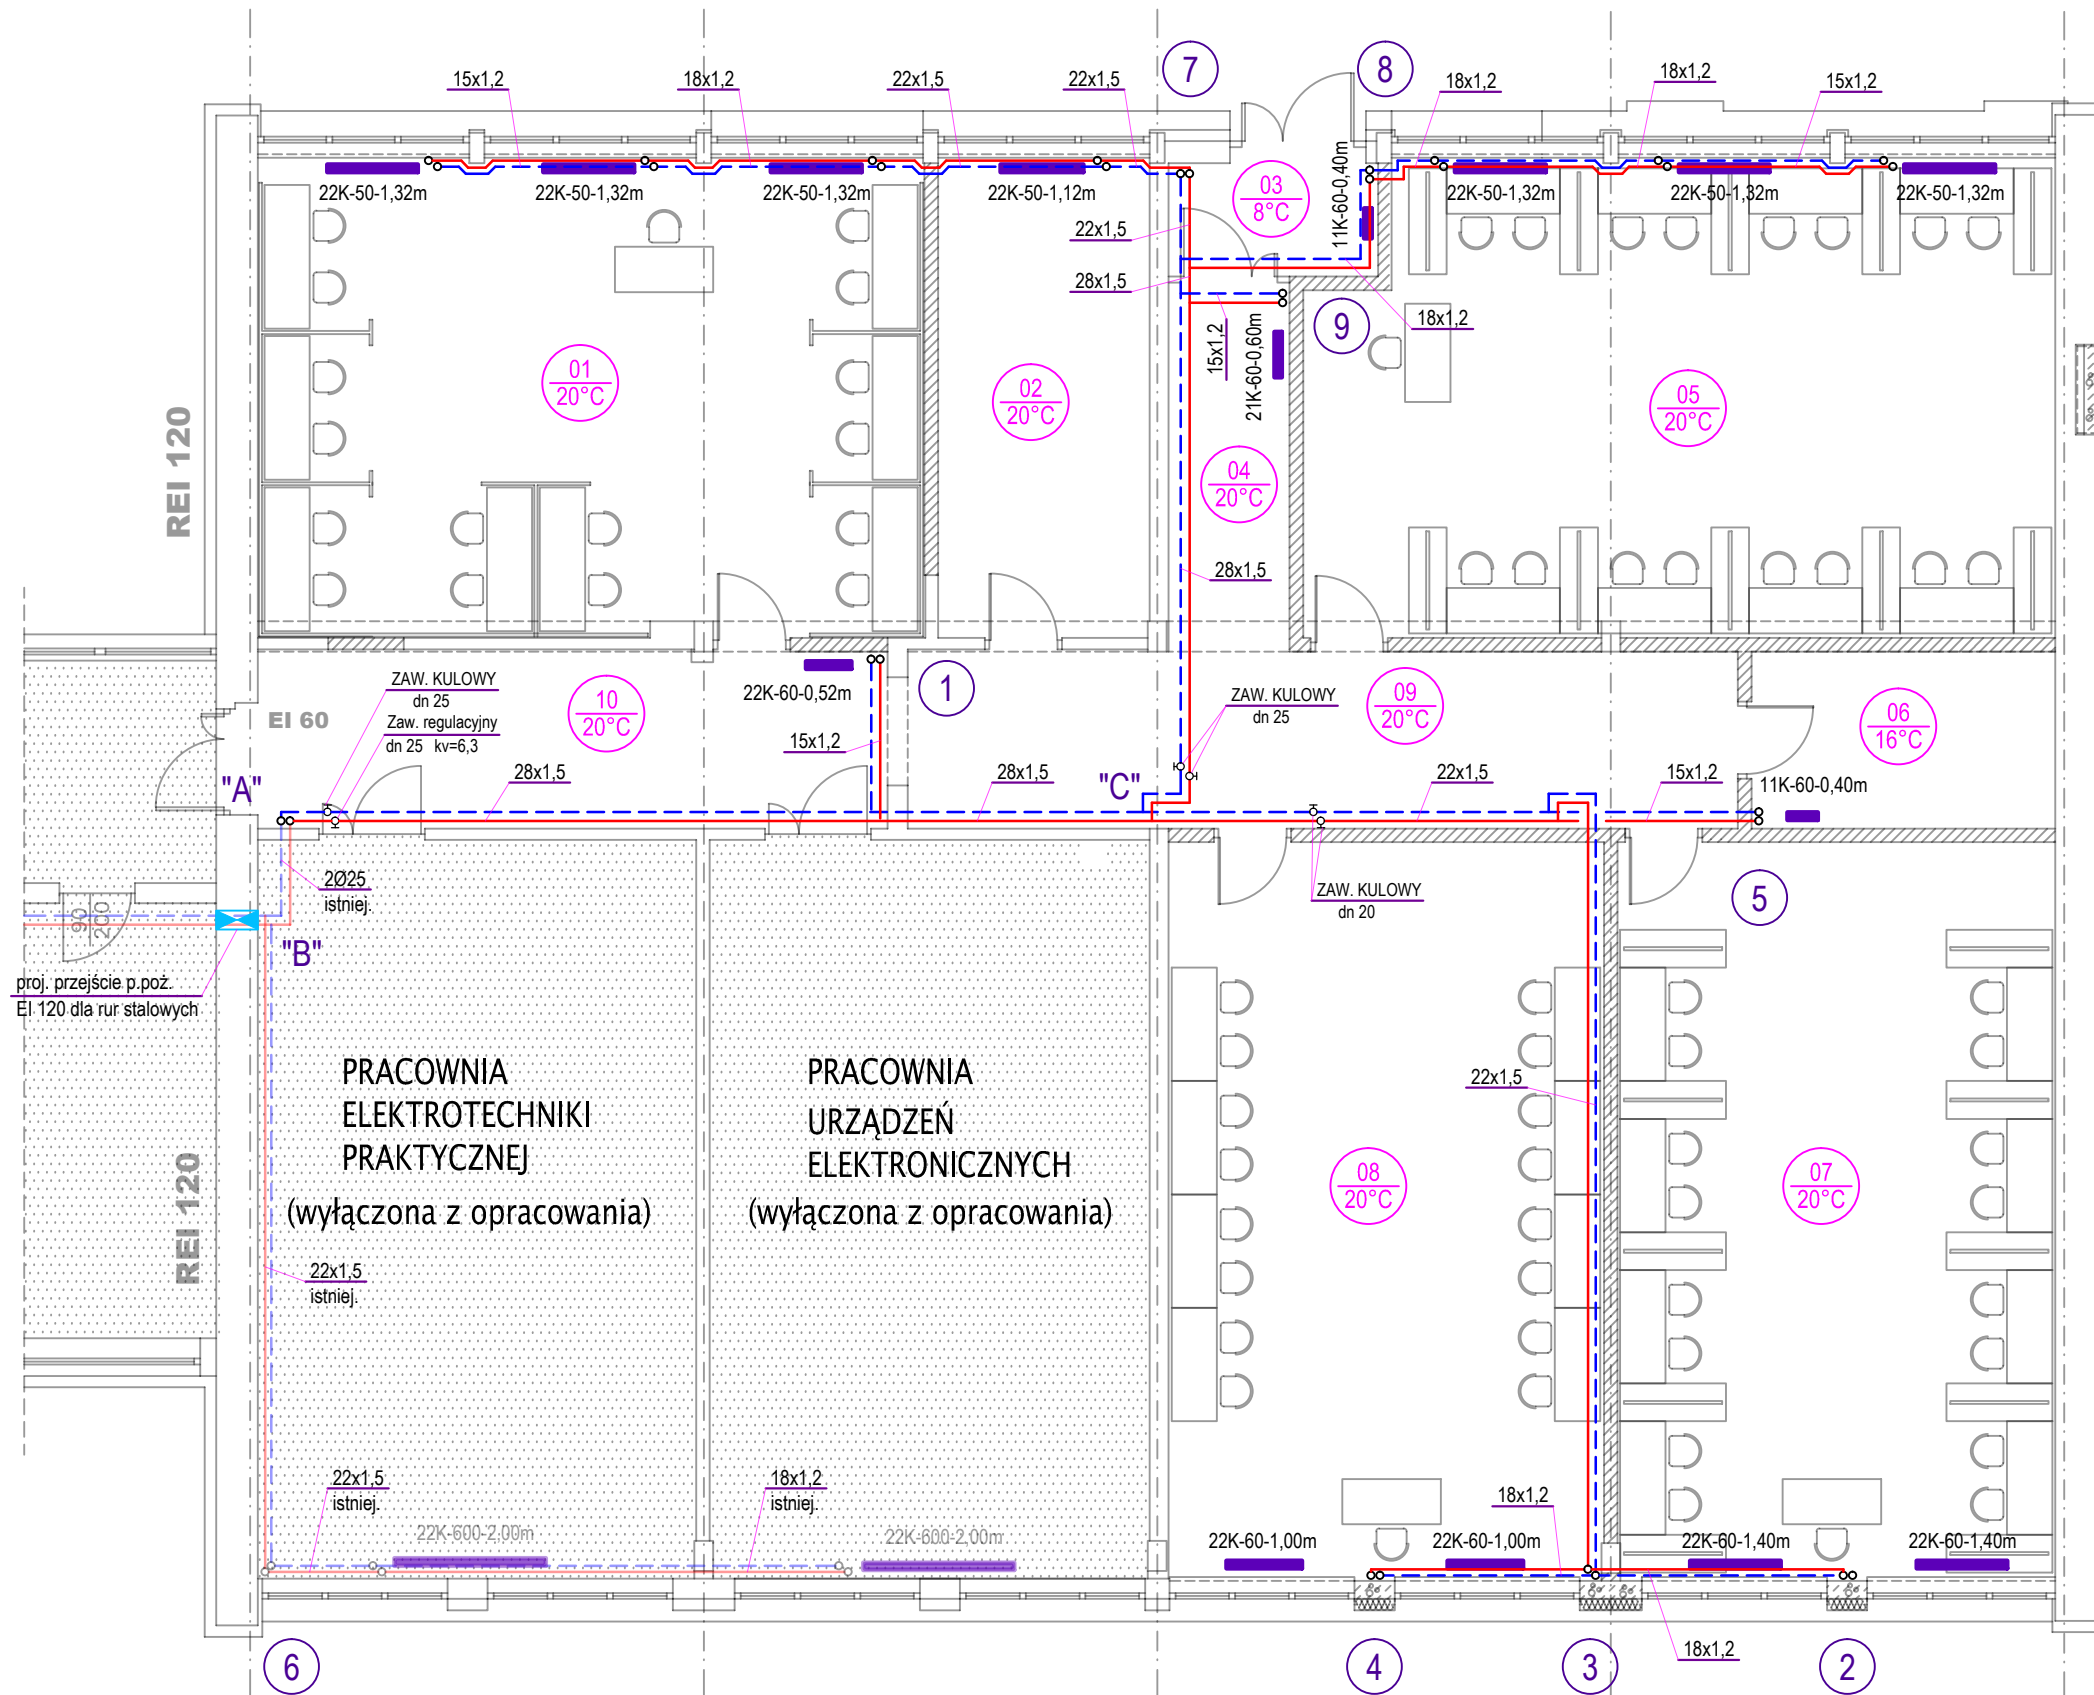 7
8
15x1,2
18x1,2
22x1,5
22x1,5
18x1,2
18x1,2
15x1,2
22K-50-1,32m
22K-50-1,32m
22K-50-1,32m
22K-50-1,12m
03
8°C
11K-60-0,40m
22K-50-1,32m
22K-50-1,32m
22K-50-1,32m
22x1,5
28x1,5
15x1,2
21K-60-0,60m
9
18x1,2
01
20°C
02
20°C
05
20°C
REI 120
04
20°C
28x1,5
ZAW. KULOWY
dn 25
Zaw. regulacyjny
dn 25 kv=6,3
EI 60
10
20°C
22K-60-0,52m
1
15x1,2
ZAW. KULOWY
dn 25
09
20°C
06
16°C
"A"
28x1,5
28x1,5
"C"
22x1,5
15x1,2
11K-60-0,40m
2Ø25
istniej.
ZAW. KULOWY
dn 20
5
90
200
"B"
proj. przejście p.poż.
EI 120 dla rur stalowych
PRACOWNIA
ELEKTROTECHNIKI
PRAKTYCZNEJ
(wyłączona z opracowania)
PRACOWNIA
URZĄDZEŃ
ELEKTRONICZNYCH
(wyłączona z opracowania)
22x1,5
08
20°C
07
20°C
REI 120
22x1,5
istniej.
22x1,5
istniej.
22K-600-2,00m
18x1,2
istniej.
22K-600-2,00m
18x1,2
22K-60-1,00m
22K-60-1,00m
22K-60-1,40m
22K-60-1,40m
18x1,2
6
4
3
2